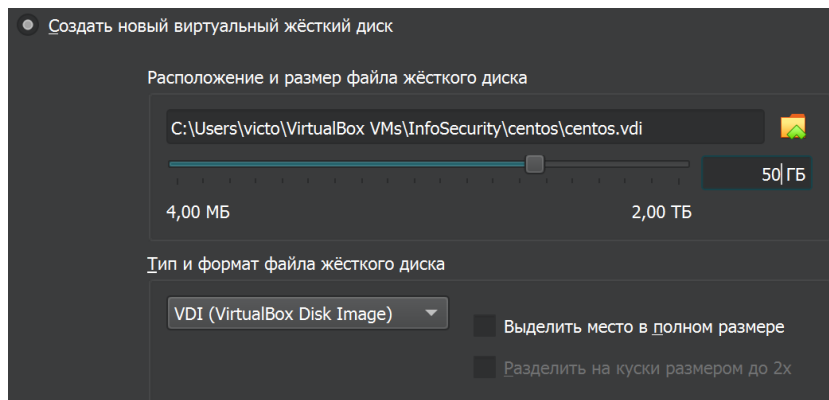 Создать новый виртуальный жёсткий диск
Расположение и размер файла жёсткого диска
C:\Users\victo\VirtualBox VMs\InfoSecurity\centos\centos.vdi
50 ГБ
4,00 МБ 2,00 ТБ
Тип и формат файла жёсткого диска
VDI (VirtualBox Disk Image)
Выделить место в полном размере
Разделить на куски размером до 2х